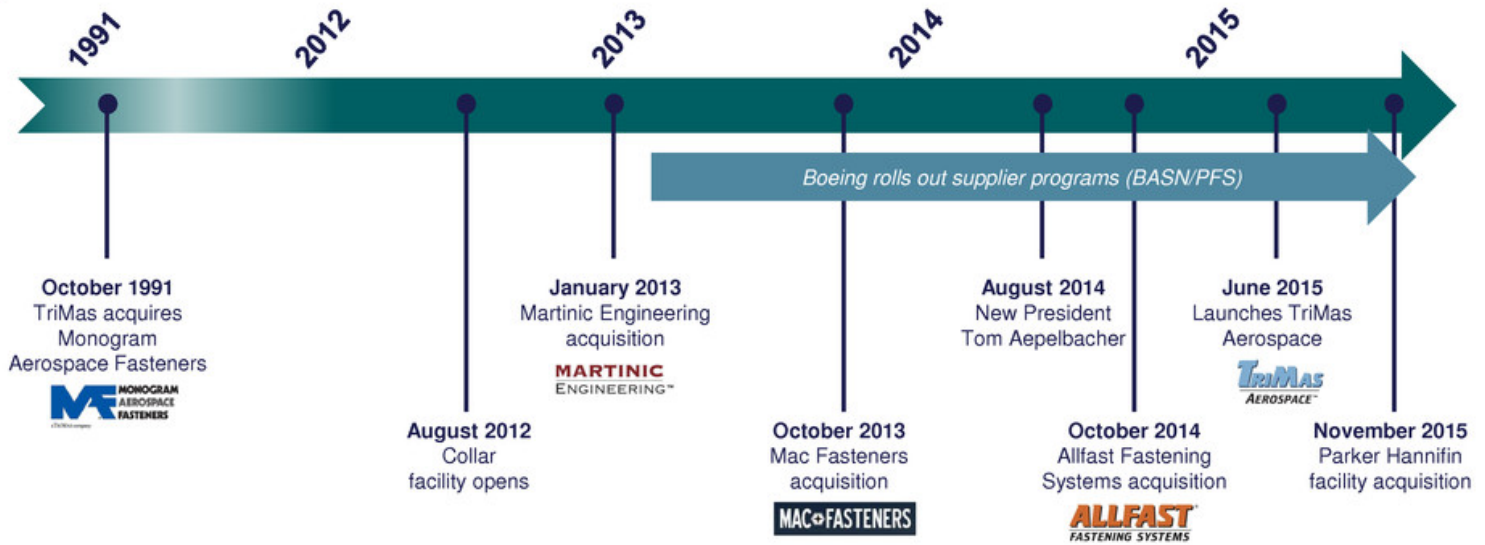 1991
2012
2013
2014
2015
Boeing rolls out supplier programs (BASN/PFS)
October 1991
TriMas acquires
Monogram
Aerospace Fasteners
MONOGRAM
AEROSPACE
FASTENERS
August 2012
Collar
facility opens
January 2013
Martinic Engineering
acquisition
MARTINIC
ENGINEERING™
October 2013
Mac Fasteners
acquisition
MAC FASTENERS
August 2014
New President
Tom Aepelbacher
October 2014
Allfast Fastening
Systems acquisition
ALLFAST
FASTENING SYSTEMS
June 2015
Launches TriMas
Aerospace
TRIMAS
AEROSPACE™
November 2015
Parker Hannifin
facility acquisition